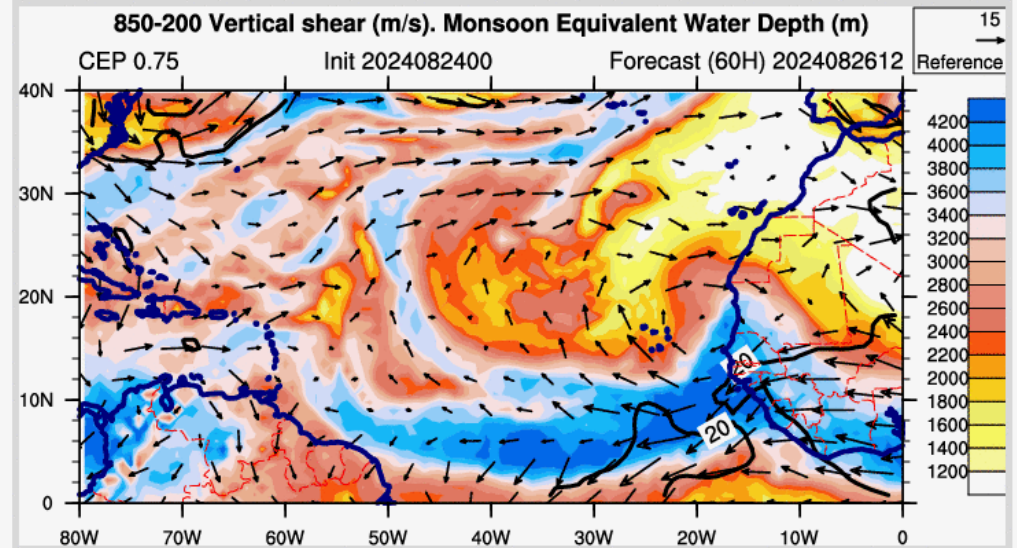 850-200 Vertical shear (m/s). Monsoon Equivalent Water Depth (m)
15
CEP 0.75
Init 2024082400
Forecast (60H) 2024082612
Reference
40N
30N
20N
10N
0
20
20
80W
70W
60W
50W
40W
30W
20W
10W
0
4200
4000
3800
3600
3400
3200
3000
2800
2600
2400
2200
2000
1800
1600
1400
1200